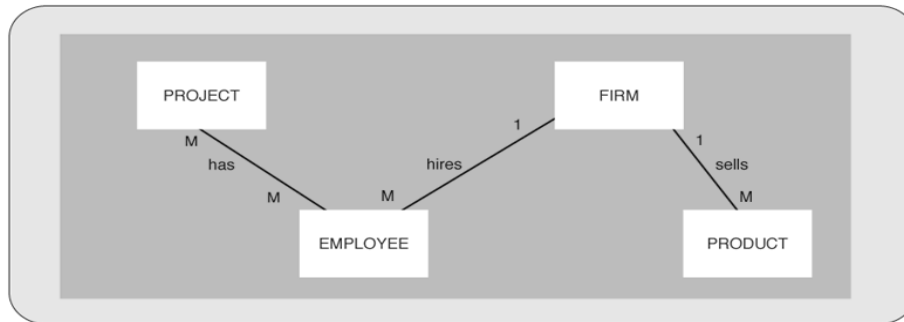 PROJECT
FIRM
M
1
1
has
hires
sells
M
M
M
EMPLOYEE
PRODUCT